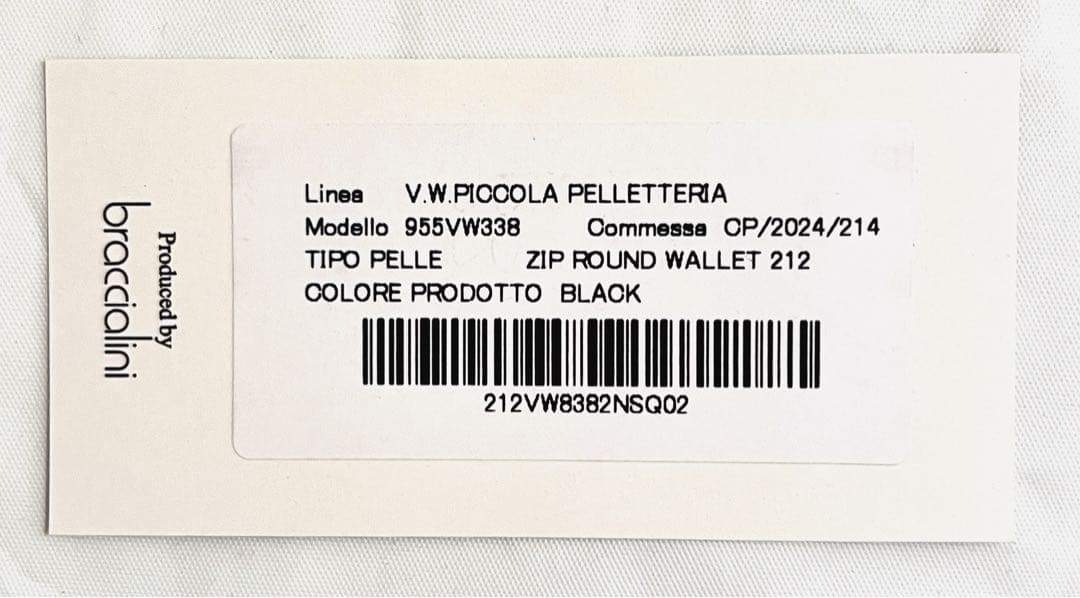 Linea V.W.PICCOLA PELLETTERIA
Modello 955VW338 Commessa CP/2024/214
TIPO PELLE ZIP ROUND WALLET 212
COLORE PRODOTTO BLACK
212VW8382NSQ02
Produced by
braccialini